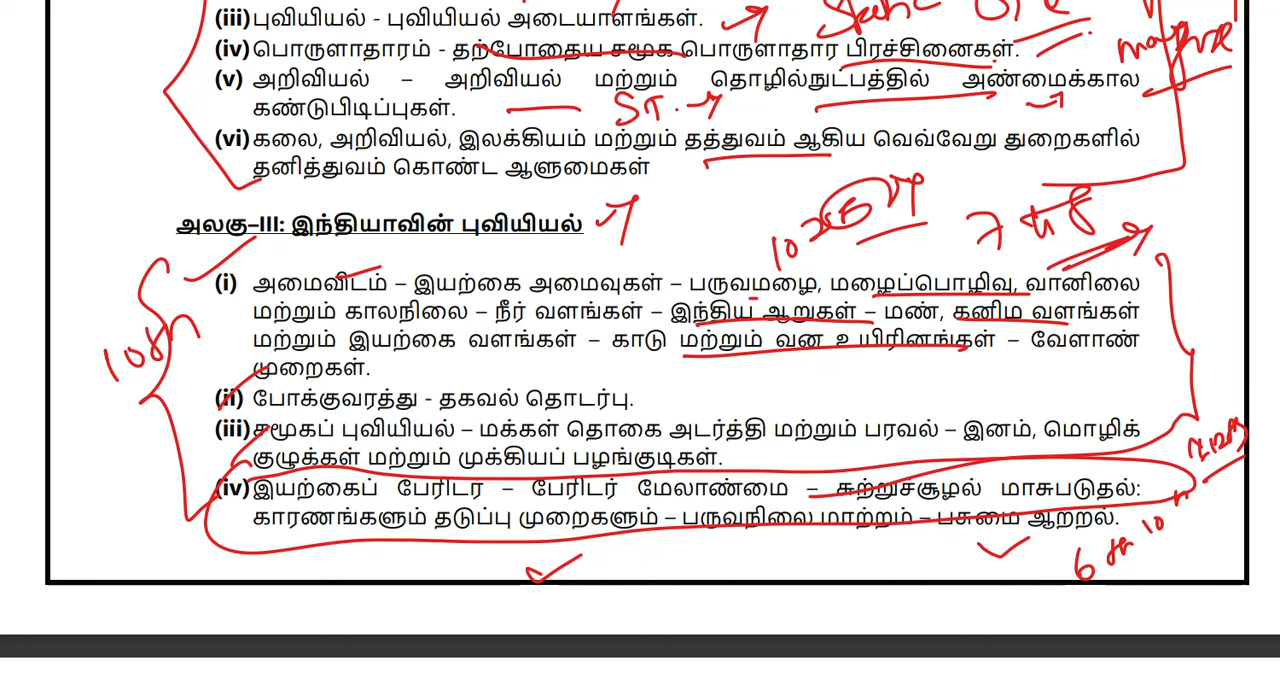 (iii) புவியியல் - புவியியல் அடையாளங்கள்.
(iv) பொருளாதாரம் - தற்போதைய சமூக பொருளாதார பிரச்சினைகள்.
(v) அறிவியல் – அறிவியல் மற்றும் தொழில்நுட்பத்தில் அண்மைக்கால
கண்டுபிடிப்புகள்.
ST.
(vi) கலை, அறிவியல், இலக்கியம் மற்றும் தத்துவம் ஆகிய வெவ்வேறு துறைகளில்
தனித்துவம் கொண்ட ஆளுமைகள்
அலகு–III: இந்தியாவின் புவியியல்
(i) அமைவிடம் – இயற்கை அமைவுகள் – பருவமழை, மழைப்பொழிவு, வானிலை
மற்றும் காலநிலை – நீர் வளங்கள் – இந்திய ஆறுகள் – மண், கனிம வளங்கள்
மற்றும் இயற்கை வளங்கள் – காடு மற்றும் வன உயிரினங்கள் – வேளாண்
முறைகள்.
(ii) போக்குவரத்து - தகவல் தொடர்பு.
(iii) சமூகப் புவியியல் – மக்கள் தொகை அடர்த்தி மற்றும் பரவல் – இனம், மொழிக்
குழுக்கள் மற்றும் முக்கியப் பழங்குடிகள்.
(iv) இயற்கைப் பேரிடர் – பேரிடர் மேலாண்மை – சுற்றுச்சூழல் மாசுபடுதல்:
காரணங்களும் தடுப்பு முறைகளும் – பருவநிலை மாற்றம் – பசுமை ஆற்றல்.